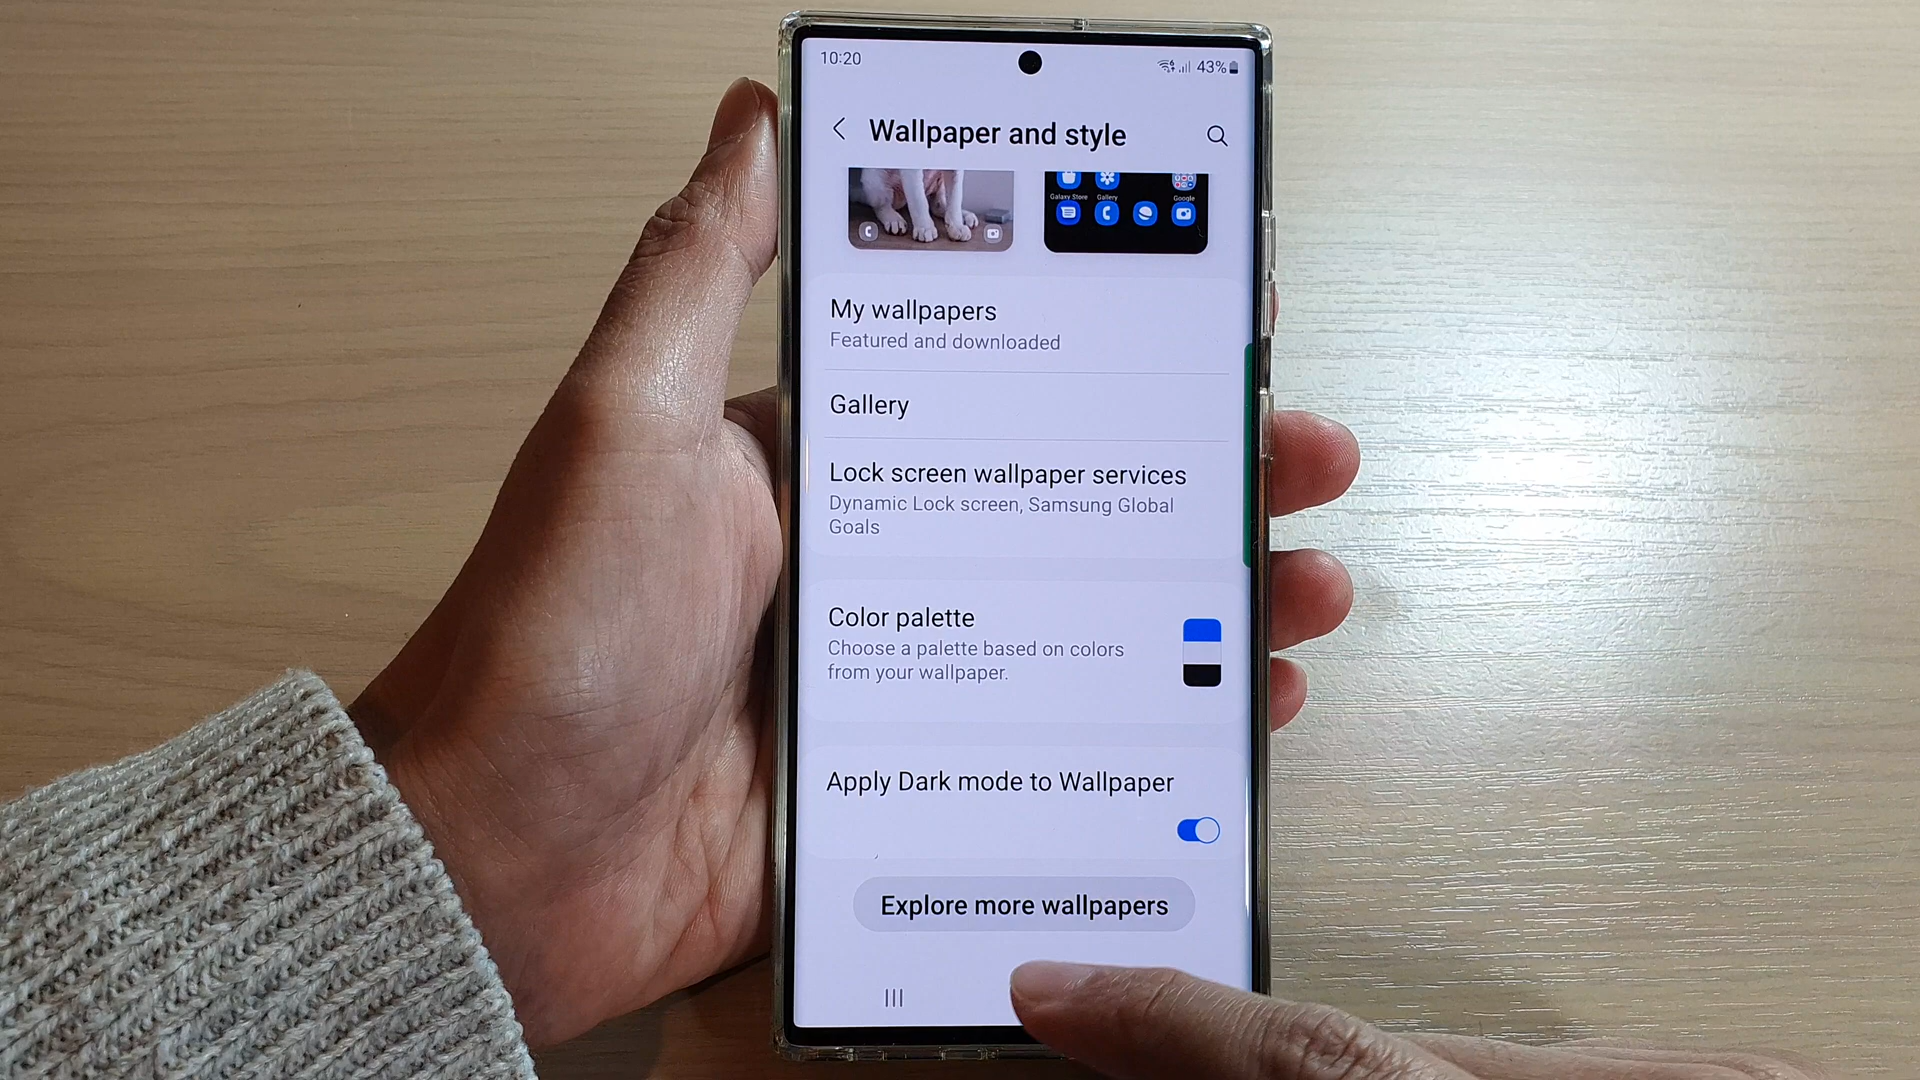 10:20
43%
Wallpaper and style
Galaxy Store Gallery Google
My wallpapers
Featured and downloaded
Gallery
Lock screen wallpaper services
Dynamic Lock screen, Samsung Global
Goals
Color palette
Choose a palette based on colors
from your wallpaper.
Apply Dark mode to Wallpaper
Explore more wallpapers